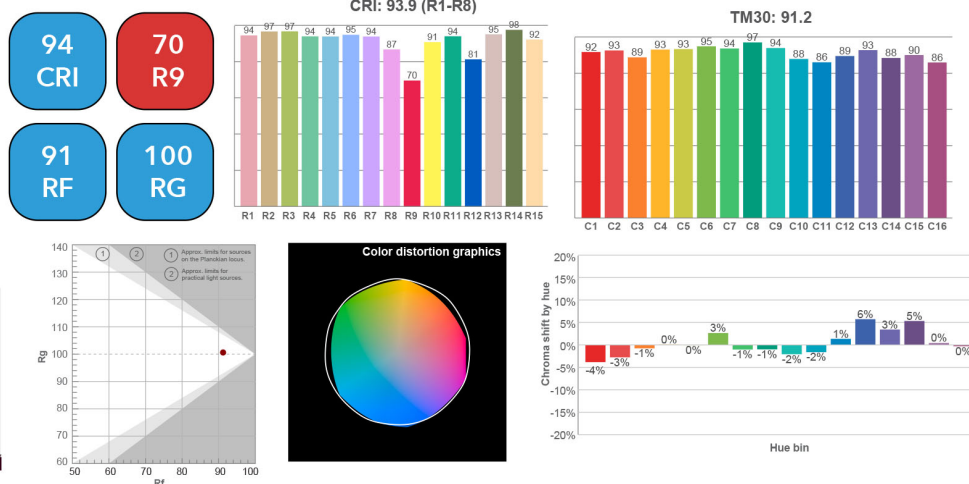 94
CRI
70
R9
91
RF
100
RG
CRI: 93.9 (R1-R8)
94 97 97 94 94 95 94 87 70 91 94 81 95 98 92
R1 R2 R3 R4 R5 R6 R7 R8 R9 R10 R11 R12 R13 R14 R15
TM30: 91.2
92 93 89 93 93 95 94 97 94 88 86 89 93 88 90 86
C1 C2 C3 C4 C5 C6 C7 C8 C9 C10 C11 C12 C13 C14 C15 C16
140
130
120
110
100
90
80
70
60
Rg
50 60 70 80 90 100
Rf
1
2
1 Approx. limits for sources
on the Planckian locus.
2 Approx. limits for
practical light sources.
Color distortion graphics
Chroma shift by hue
20%
15%
10%
5%
0%
-5%
-10%
-15%
-20%
-4% -3% -1% 0% 0% 3% -1% -1% -2% -2% 1% 6% 3% 5% 0% 0%
Hue bin